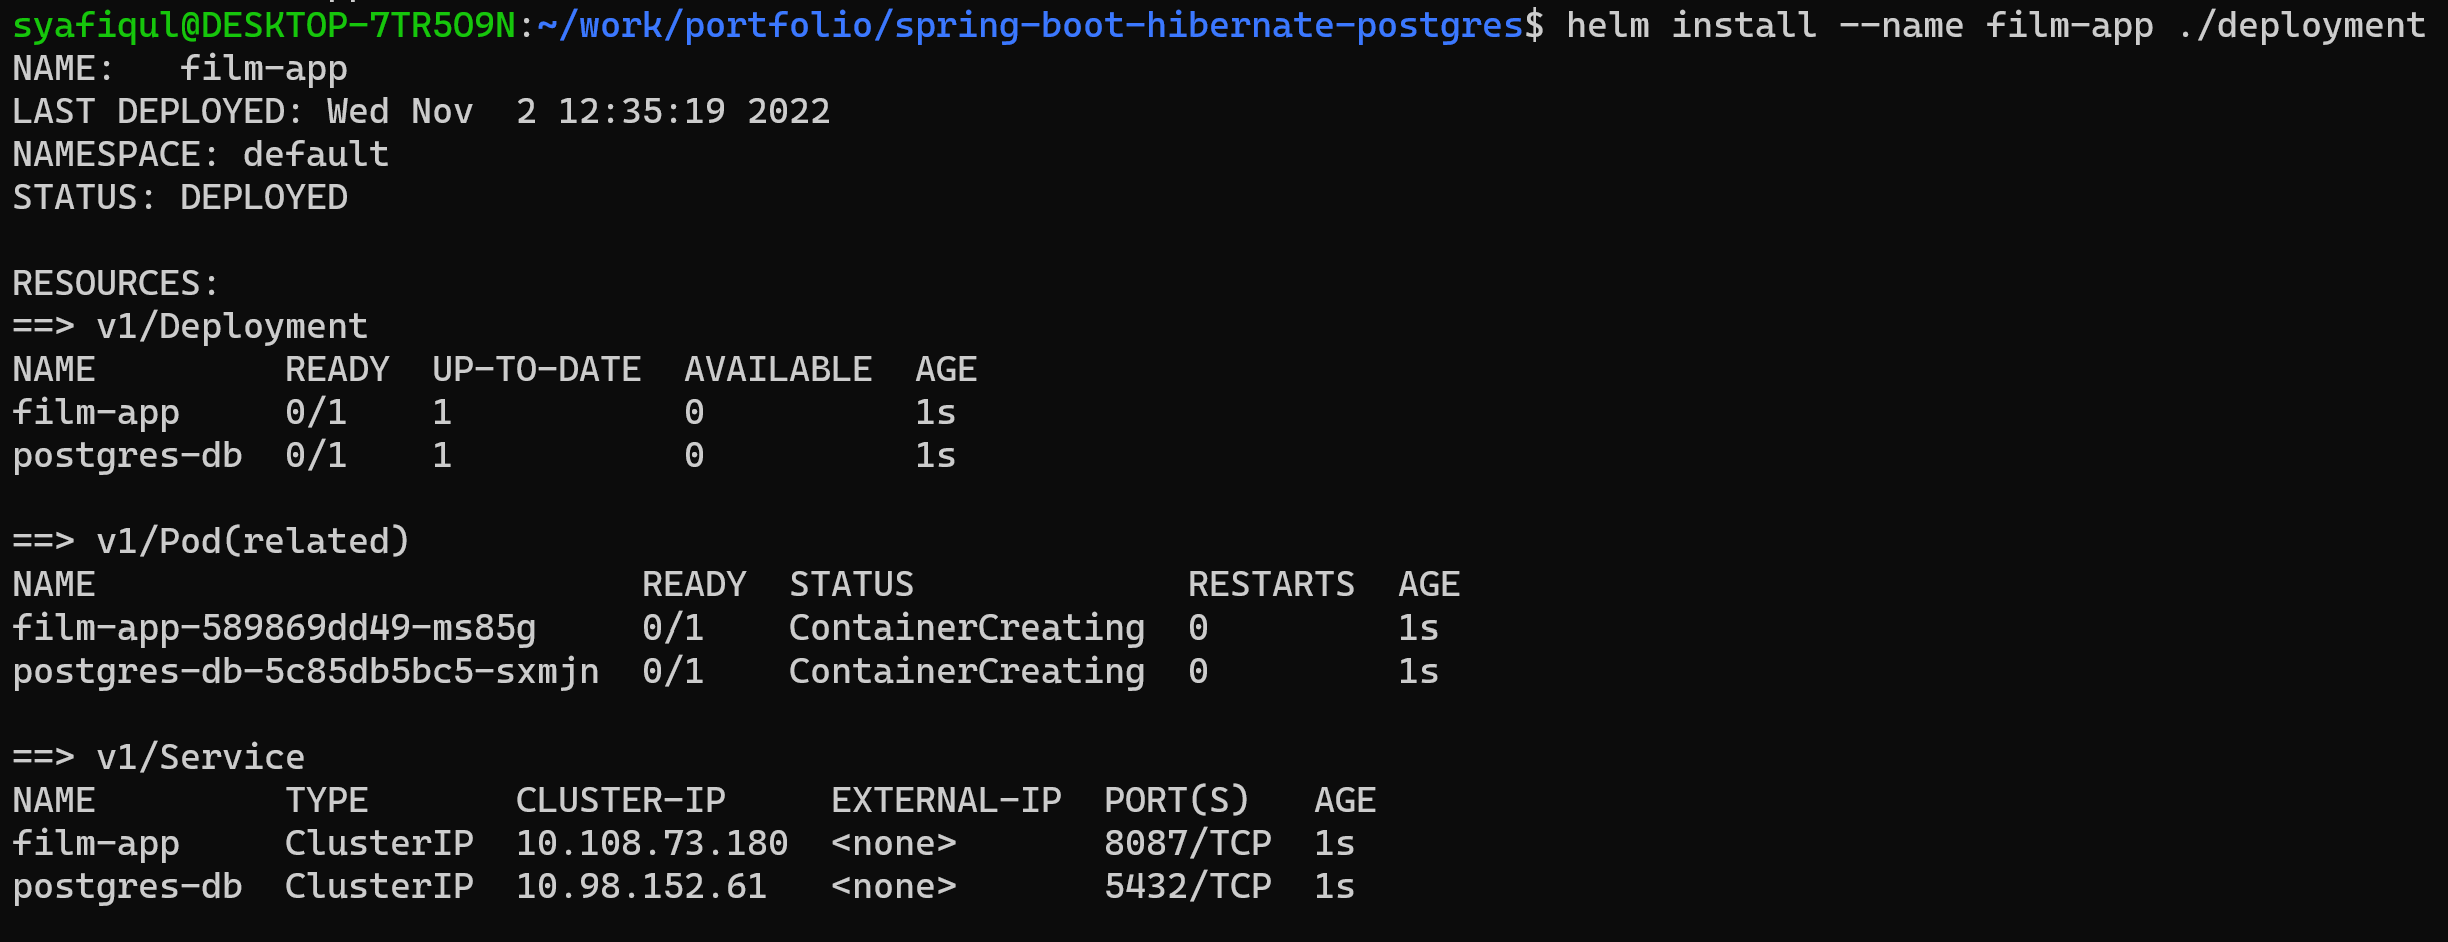 syafiqul@DESKTOP-7TR5O9N:~/work/portfolio/spring-boot-hibernate-postgres$ helm install --name film-app ./deployment
NAME:   film-app
LAST DEPLOYED: Wed Nov  2 12:35:19 2022
NAMESPACE: default
STATUS: DEPLOYED

RESOURCES:
==> v1/Deployment
NAME         READY  UP-TO-DATE  AVAILABLE  AGE
film-app     0/1    1           0          1s
postgres-db  0/1    1           0          1s

==> v1/Pod(related)
NAME                          READY  STATUS             RESTARTS  AGE
film-app-589869dd49-ms85g     0/1    ContainerCreating  0         1s
postgres-db-5c85db5bc5-sxmjn  0/1    ContainerCreating  0         1s

==> v1/Service
NAME         TYPE       CLUSTER-IP     EXTERNAL-IP  PORT(S)   AGE
film-app     ClusterIP  10.108.73.180  <none>       8087/TCP  1s
postgres-db  ClusterIP  10.98.152.61   <none>       5432/TCP  1s